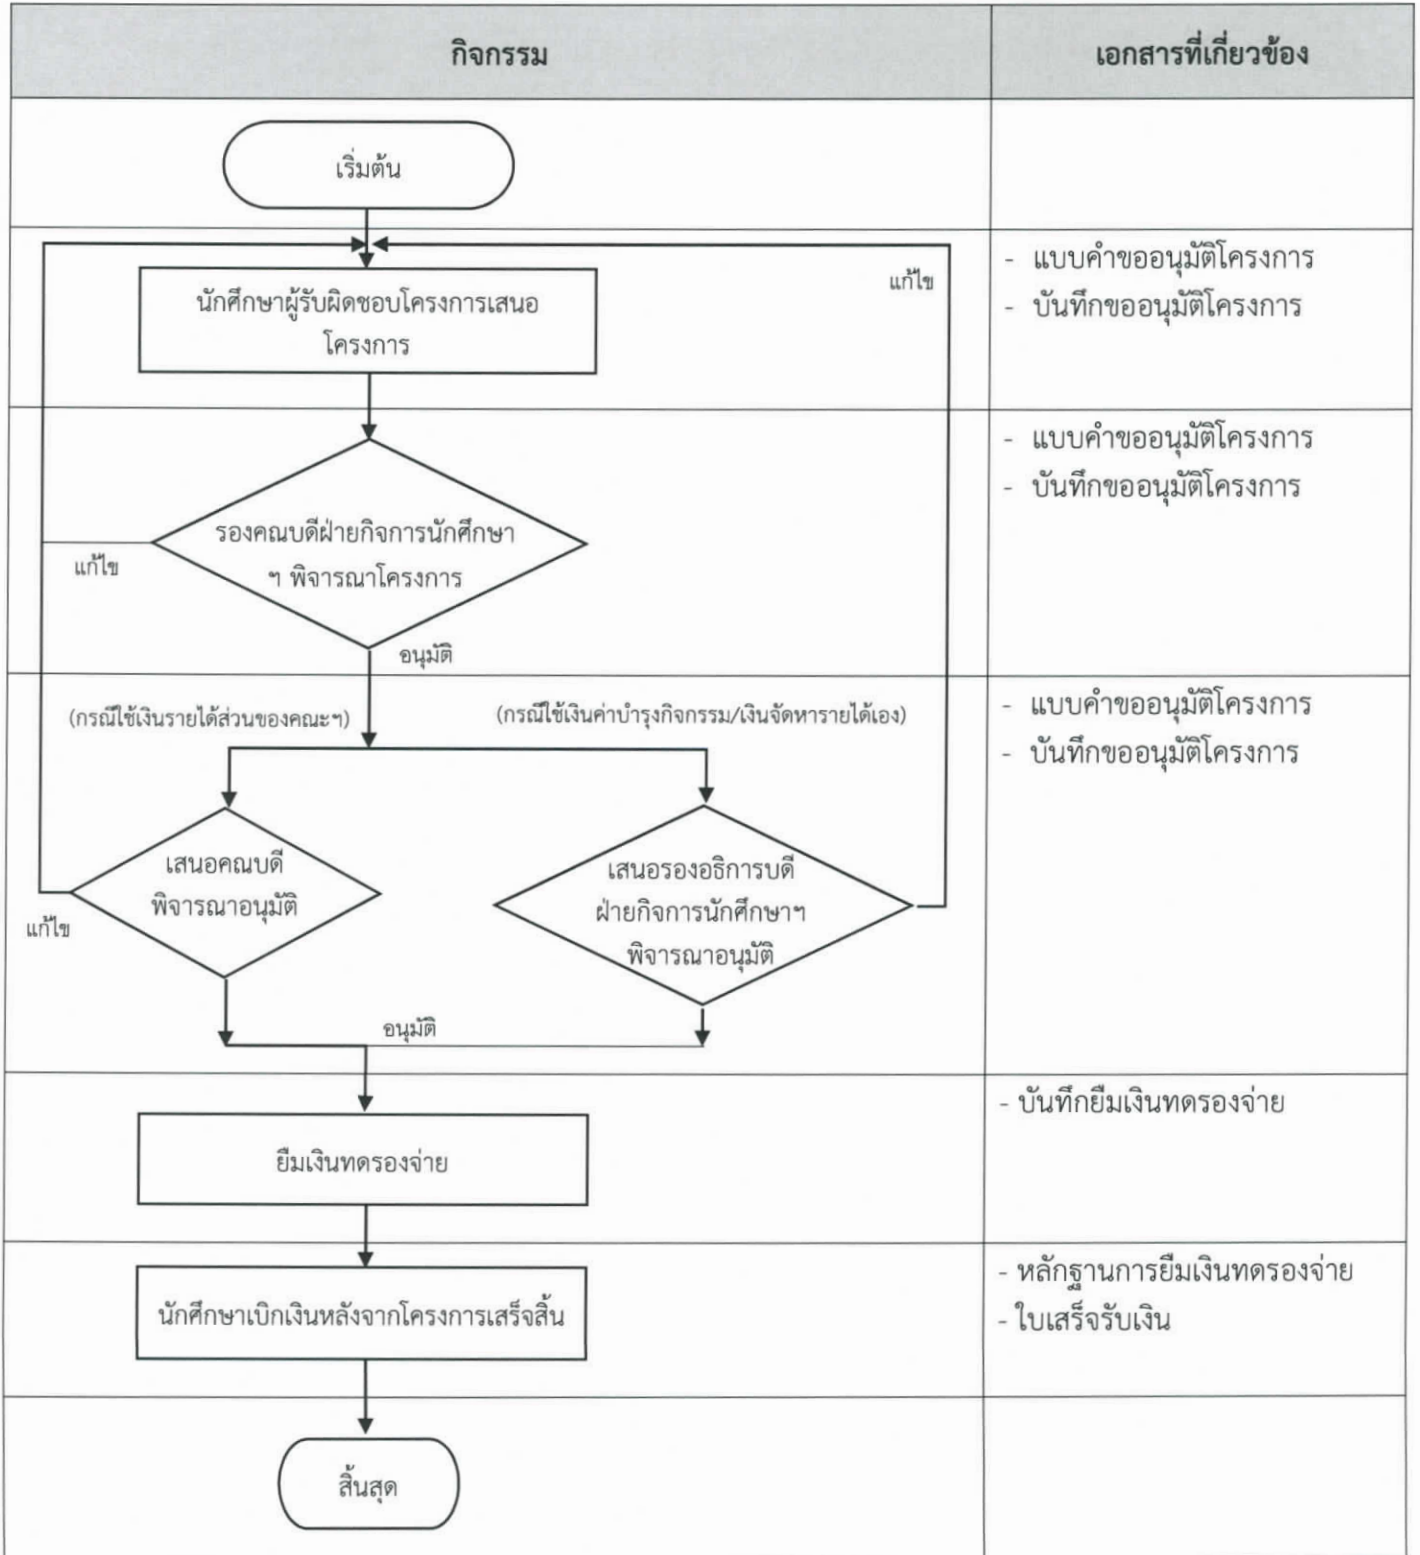 กิจกรรม
เอกสารที่เกี่ยวข้อง
เริ่มต้น
แก้ไข
นักศึกษาผู้รับผิดชอบโครงการเสนอ
โครงการ
- แบบคำขออนุมัติโครงการ
- บันทึกขออนุมัติโครงการ
รองคณบดีฝ่ายกิจการนักศึกษา
ฯ พิจารณาโครงการ
แก้ไข
อนุมัติ
- แบบคำขออนุมัติโครงการ
- บันทึกขออนุมัติโครงการ
(กรณีใช้เงินรายได้ส่วนของคณะฯ)
(กรณีใช้เงินค่าบำรุงกิจกรรม/เงินจัดหารายได้เอง)
- แบบคำขออนุมัติโครงการ
- บันทึกขออนุมัติโครงการ
เสนอคณบดี
พิจารณาอนุมัติ
แก้ไข
เสนอรองอธิการบดี
ฝ่ายกิจการนักศึกษาฯ
พิจารณาอนุมัติ
อนุมัติ
ยืมเงินทดรองจ่าย
- บันทึกยืมเงินทดรองจ่าย
นักศึกษาเบิกเงินหลังจากโครงการเสร็จสิ้น
- หลักฐานการยืมเงินทดรองจ่าย
- ใบเสร็จรับเงิน
สิ้นสุด